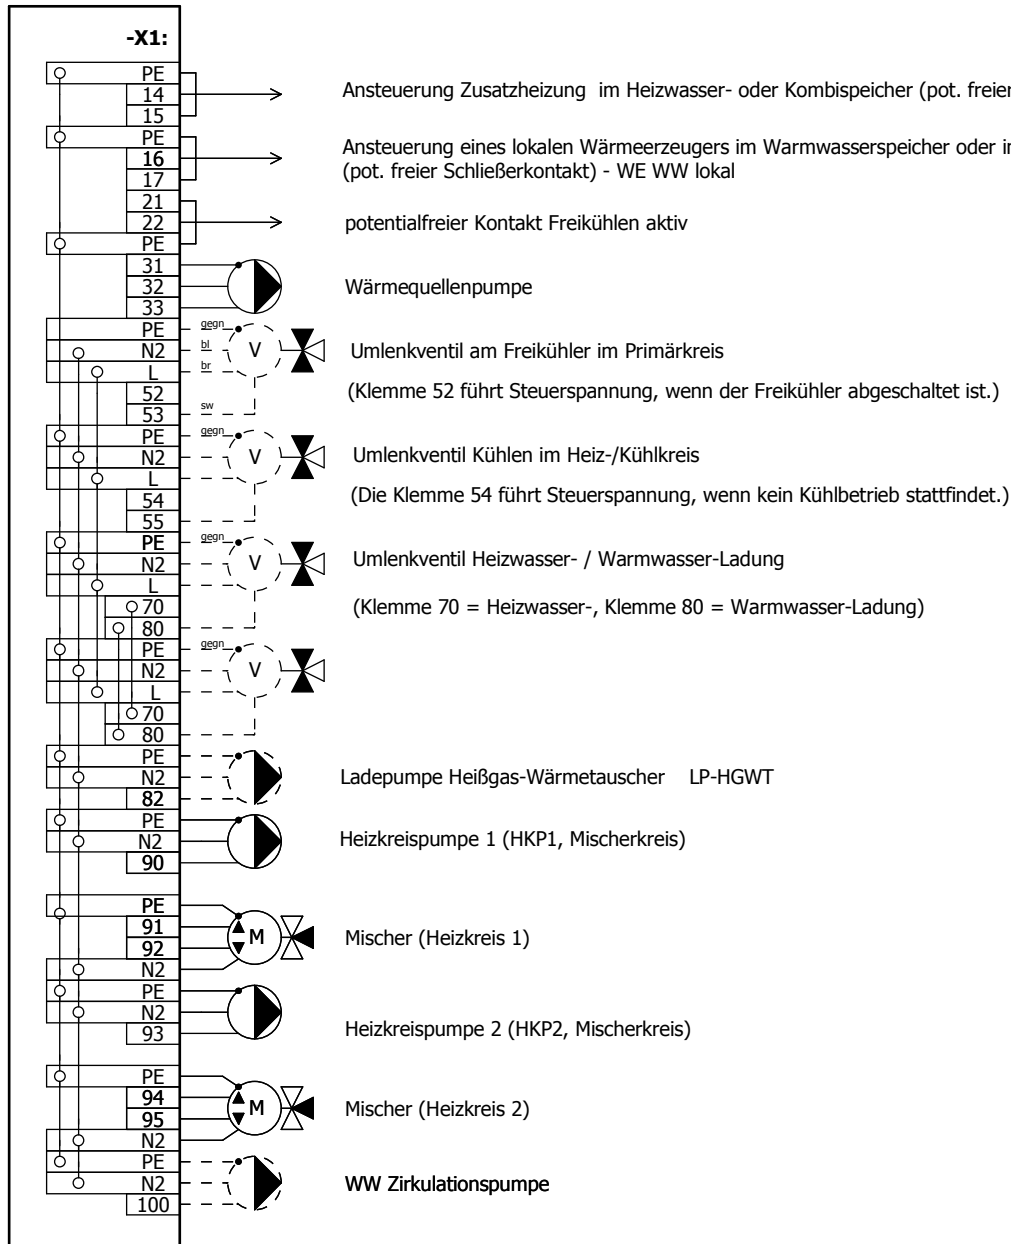 -X1:
PE
14 Ansteuerung Zusatzheizung im Heizwasser- oder Kombispeicher (pot. freier
15
PE
16 Ansteuerung eines lokalen Wärmeerzeugers im Warmwasserspeicher oder
17 (pot. freier Schließerkontakt) - WE WW lokal
21
22 potentialfreier Kontakt Freikühlen aktiv
PE
31
32 Wärmequellenpumpe
33
PE gegn
N2 bl V Umlenkventil am Freikühler im Primärkreis
L br
52 (Klemme 52 führt Steuerspannung, wenn der Freikühler abgeschaltet ist.)
53 sw
PE gegn
N2 V Umlenkventil Kühlen im Heiz-/Kühlkreis
L
54 (Die Klemme 54 führt Steuerspannung, wenn kein Kühlbetrieb stattfindet.)
55
PE gegn
N2 V Umlenkventil Heizwasser- / Warmwasser-Ladung
L
70 (Klemme 70 = Heizwasser-, Klemme 80 = Warmwasser-Ladung)
80
PE gegn
N2 V
L
70
80
PE
N2 Ladepumpe Heißgas-Wärmetauscher LP-HGWT
82
PE
N2 Heizkreispumpe 1 (HKP1, Mischerkreis)
90
PE
91 M Mischer (Heizkreis 1)
92
N2
PE
N2 Heizkreispumpe 2 (HKP2, Mischerkreis)
93
PE
94 M Mischer (Heizkreis 2)
95
N2
PE
N2 WW Zirkulationspumpe
100